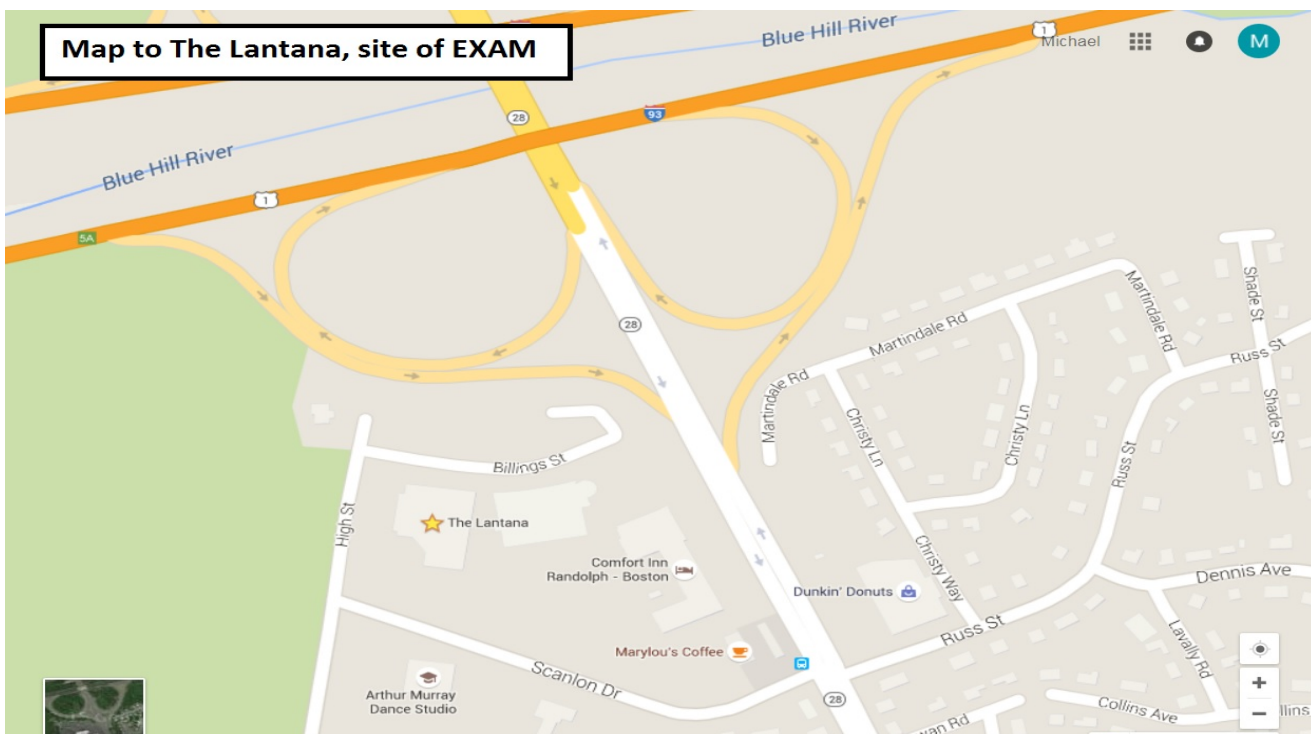 Map to The Lantana, site of EXAM
Blue Hill River
1
Michael
M
28
93
Blue Hill River
1
5A
28
Martindale Rd
Martindale Rd
Shade St
Russ St
Martindale Rd
Christy Ln
Christy Ln
Shade St
Russ St
Billings St
High St
The Lantana
Comfort Inn
Randolph - Boston
Christy Way
Dunkin' Donuts
Dennis Ave
Russ St
Lavally Rd
Marylou's Coffee
Scanlon Dr
Arthur Murray
Dance Studio
28
Collins Ave